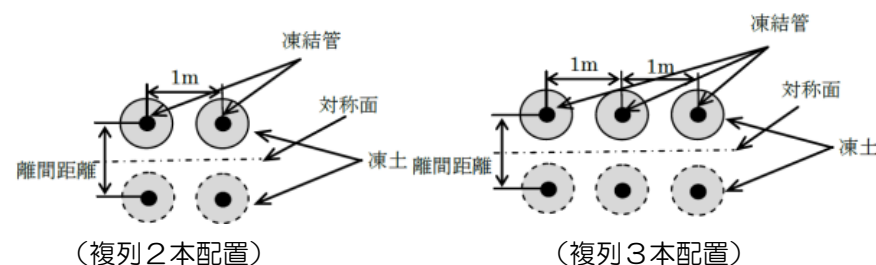 凍結管
1m
対称面
離間距離
凍土
(複列2本配置)
凍結管
1m
1m
対称面
離間距離
凍土
(複列3本配置)